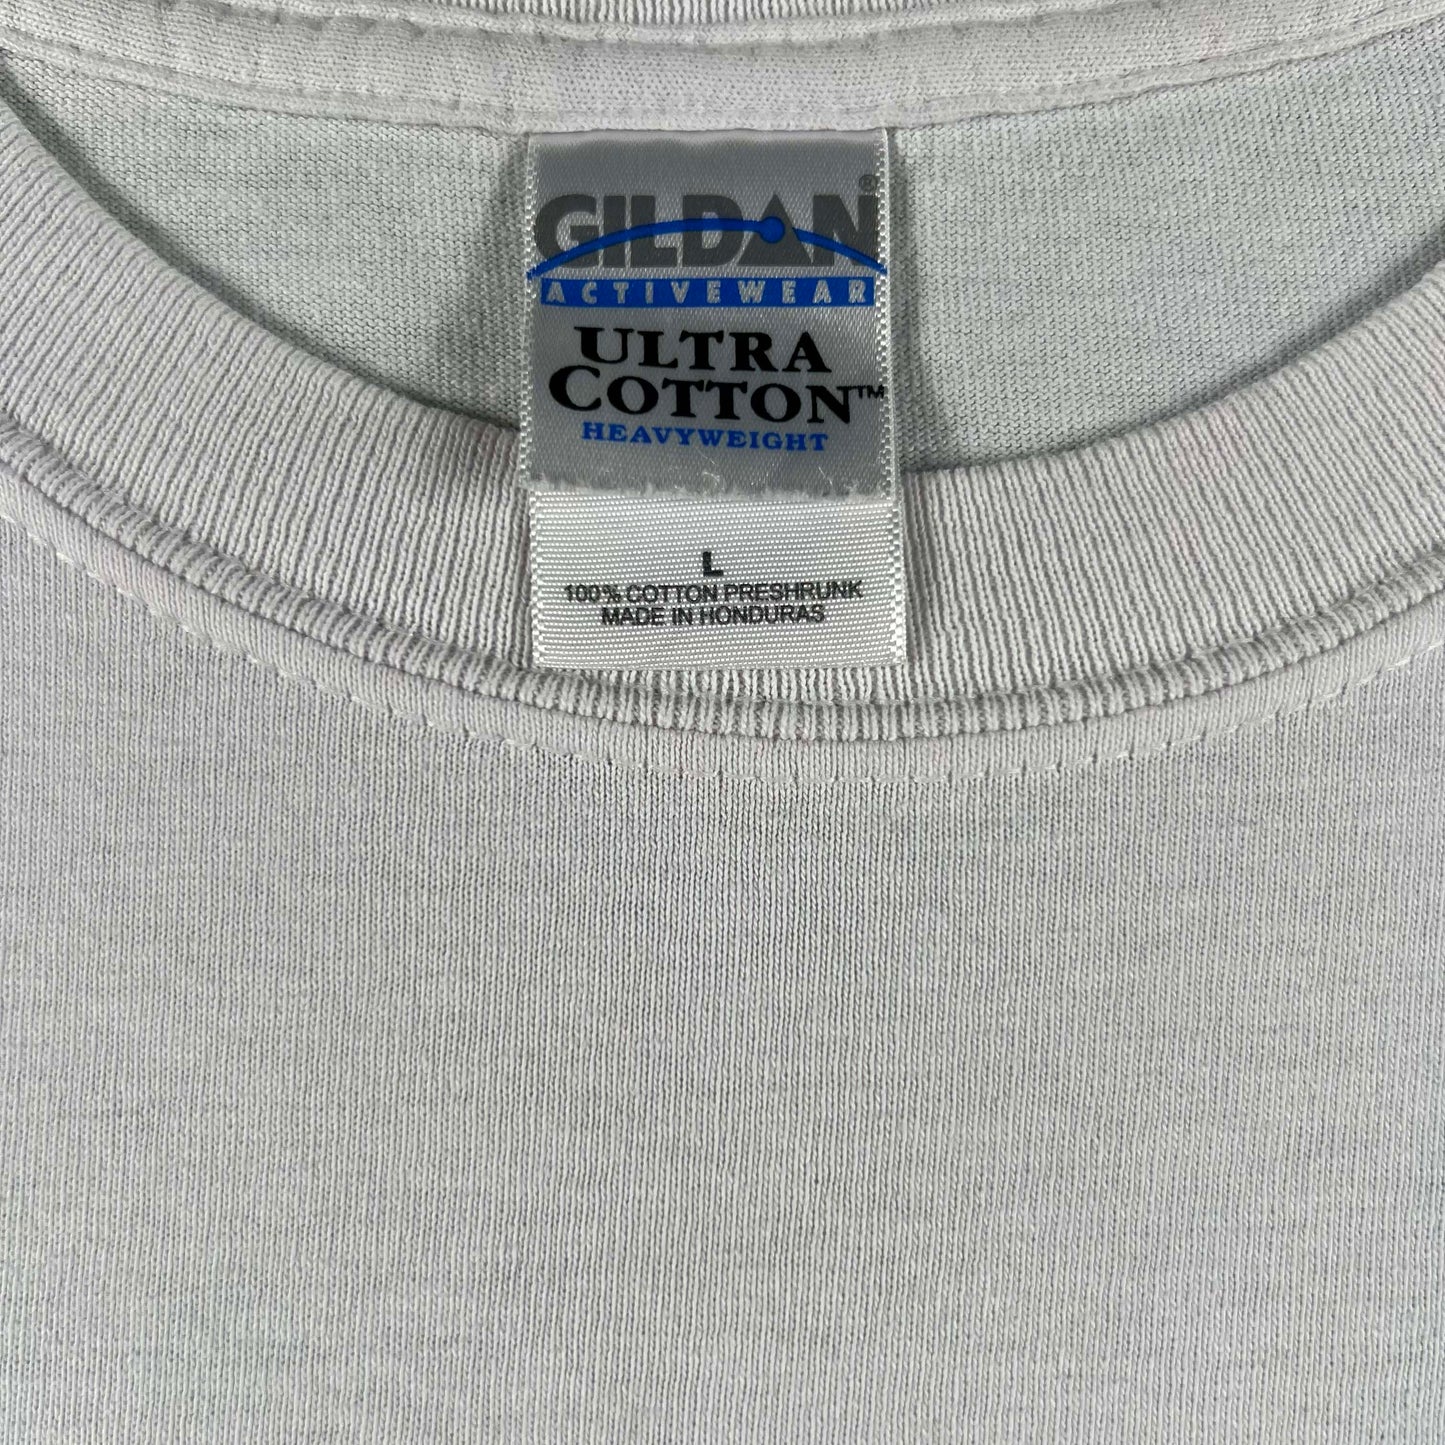 GILDAN®
ACTIVEWEAR
ULTRA
COTTON™
HEAVYWEIGHT
L
100% COTTON PRESHRUNK
MADE IN HONDURAS